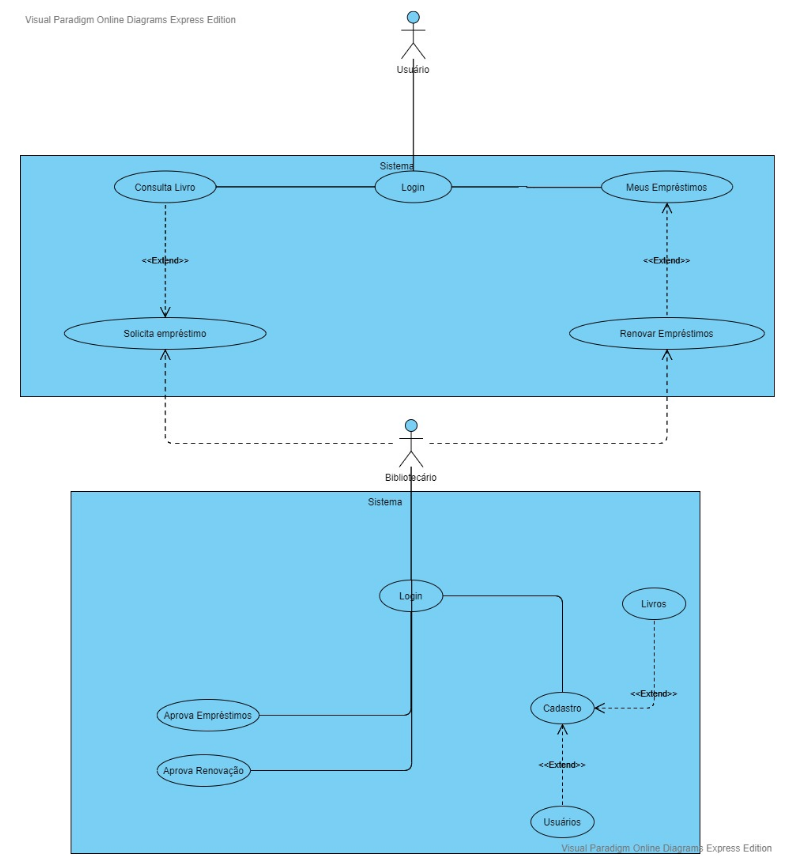 Visual Paradigm Online Diagrams Express Edition
Usuário
Sistema
Consulta Livro
Login
Meus Empréstimos
<<Extend>>
<<Extend>>
Solicita empréstimo
Renovar Empréstimos
Bibliotecário
Sistema
Login
Livros
<<Extend>>
Cadastro
Aprova Empréstimos
<<Extend>>
Aprova Renovação
Usuários
Visual Paradigm Online Diagrams Express Edition